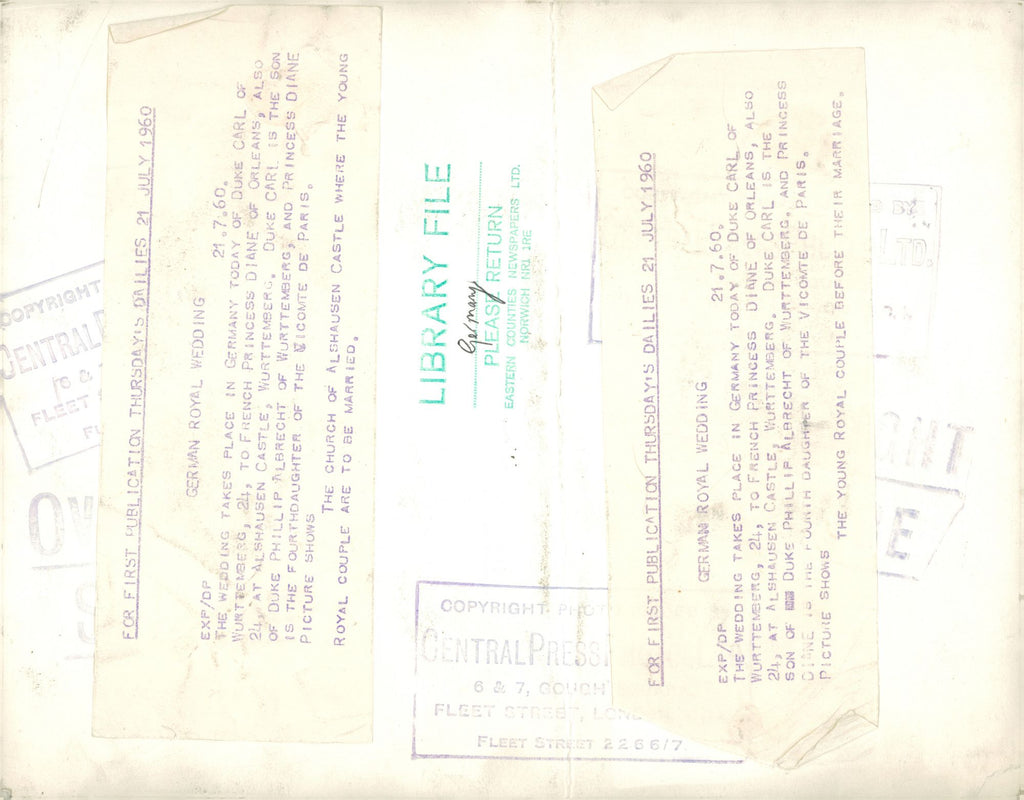 FOR FIRST PUBLICATION THURSDAY'S DAILIES 21 JULY 1960
GERMAN ROYAL WEDDING
EXP/DP 21.7.60.
THE WEDDING TAKES PLACE IN GERMANY TODAY OF DUKE CARL OF
WURTTEMBERG, 24, TO FRENCH PRINCESS DIANE OF ORLEANS, ALSO
24, AT ALSHAUSEN CASTLE, WURTTEMBERG. DUKE CARL IS THE SON
OF DUKE PHILLIP ALBRECHT OF WURTTEMBERG, AND PRINCESS DIANE
IS THE FOURTHDAUGHTER OF THE VICOMTE DE PARIS.
PICTURE SHOWS
THE CHURCH OF ALSHAUSEN CASTLE WHERE THE YOUNG
ROYAL COUPLE ARE TO BE MARRIED.
LIBRARY FILE
Germany
PLEASE RETURN
EASTERN COUNTIES NEWSPAPERS LTD.
NORWICH NR1 1RE
FOR FIRST PUBLICATION THURSDAY'S DAILIES 21 JULY 1960
GERMAN ROYAL WEDDING
EXP/DP 21.7.60.
THE WEDDING TAKES PLACE IN GERMANY TODAY OF DUKE CARL OF
WURTTEMBERG, 24, TO FRENCH PRINCESS DIANE OF ORLEANS, ALSO
24, AT ALSHAUSEN CASTLE, WURTTEMBERG. DUKE CARL IS THE
SON OF DUKE PHILLIP ALBRECHT OF WURTTEMBERG, AND PRINCESS
DIANE IS THE FOURTH DAUGHTER OF THE VICOMTE DE PARIS.
PICTURE SHOWS
THE YOUNG ROYAL COUPLE BEFORE THEIR MARRIAGE.
COPYRIGHT
CENTRAL
FLEET
COPYRIGHT PHOTO
CENTRAL PRESS
6 & 7, GOUGH
FLEET STREET,
FLEET STREET 2266/7
LTD.